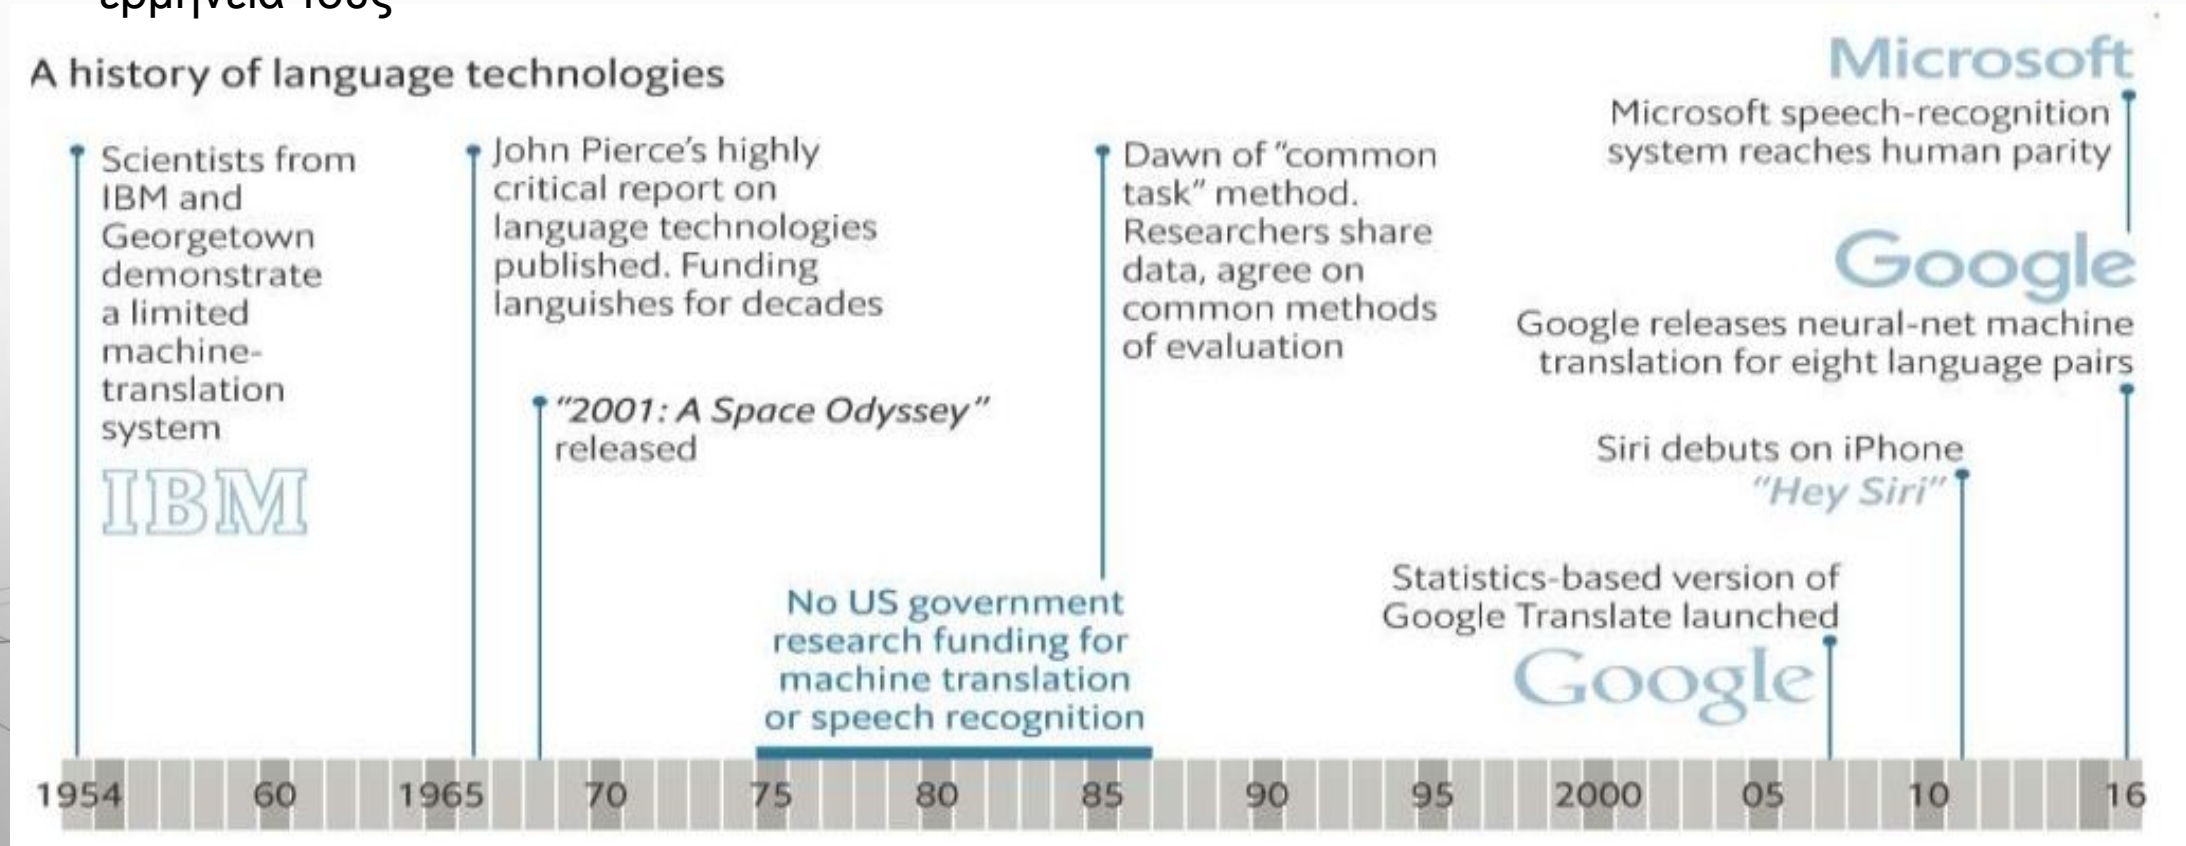 ερμηνεία τους
A history of language technologies
Scientists from
IBM and
Georgetown
demonstrate
a limited
machine-
translation
system
IBM
John Pierce's highly
critical report on
language technologies
published. Funding
languishes for decades
"2001: A Space Odyssey"
released
No US government
research funding for
machine translation
or speech recognition
Dawn of "common
task" method.
Researchers share
data, agree on
common methods
of evaluation
Microsoft
Microsoft speech-recognition
system reaches human parity
Google
Google releases neural-net machine
translation for eight language pairs
Siri debuts on iPhone
"Hey Siri"
Statistics-based version of
Google Translate launched
Google
1954 60 1965 70 75 80 85 90 95 2000 05 10 16